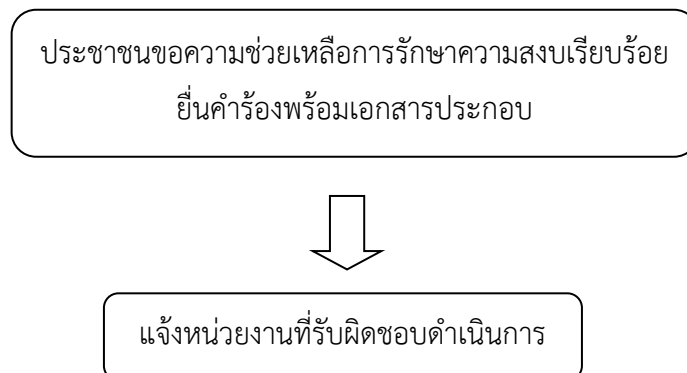 ประชาชนขอความช่วยเหลือการรักษาความสงบเรียบร้อย
ยื่นคำร้องพร้อมเอกสารประกอบ
แจ้งหน่วยงานที่รับผิดชอบดำเนินการ